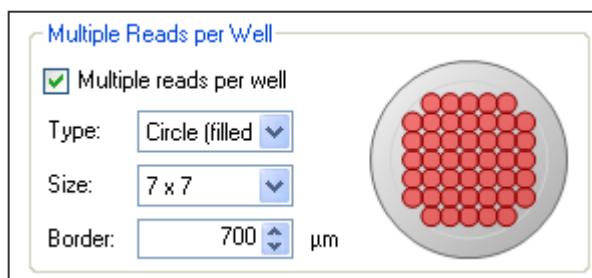 Multiple Reads per Well
Multiple reads per well
Type: Circle (filled
Size: 7 x 7
Border: 700 µm